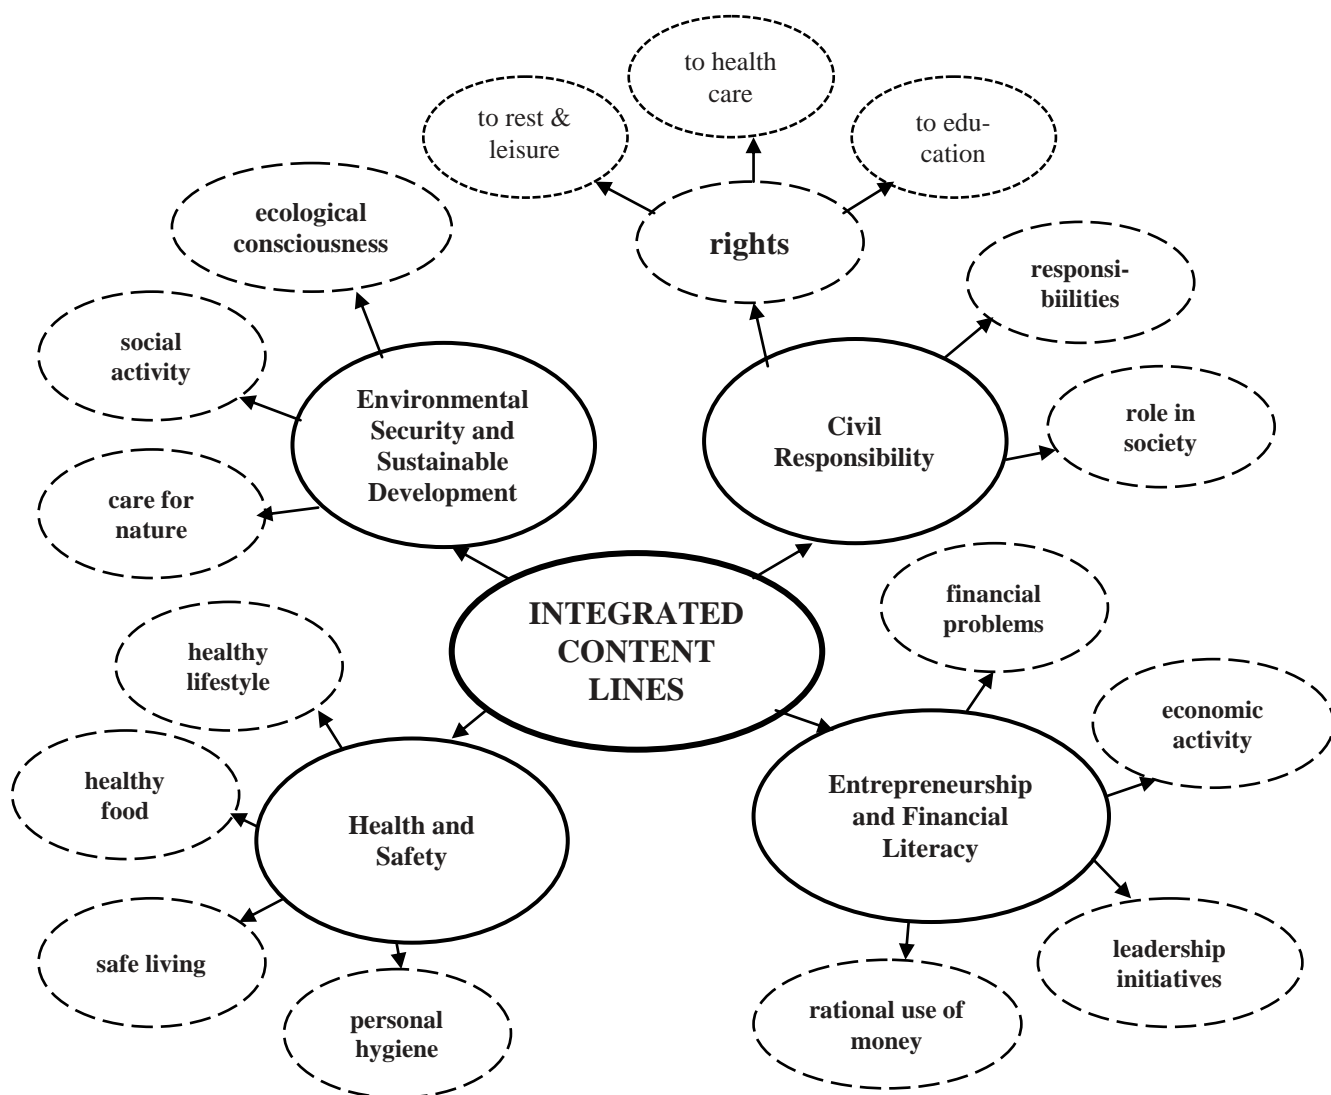 to health
care
to rest &
leisure
to edu-
cation
ecological
consciousness
rights
responsi-
biilities
social
activity
Environmental
Security and
Sustainable
Development
Civil
Responsibility
role in
society
care for
nature
INTEGRATED
CONTENT
LINES
financial
problems
healthy
lifestyle
economic
activity
healthy
food
Health and
Safety
Entrepreneurship
and Financial
Literacy
safe living
leadership
initiatives
personal
hygiene
rational use of
money